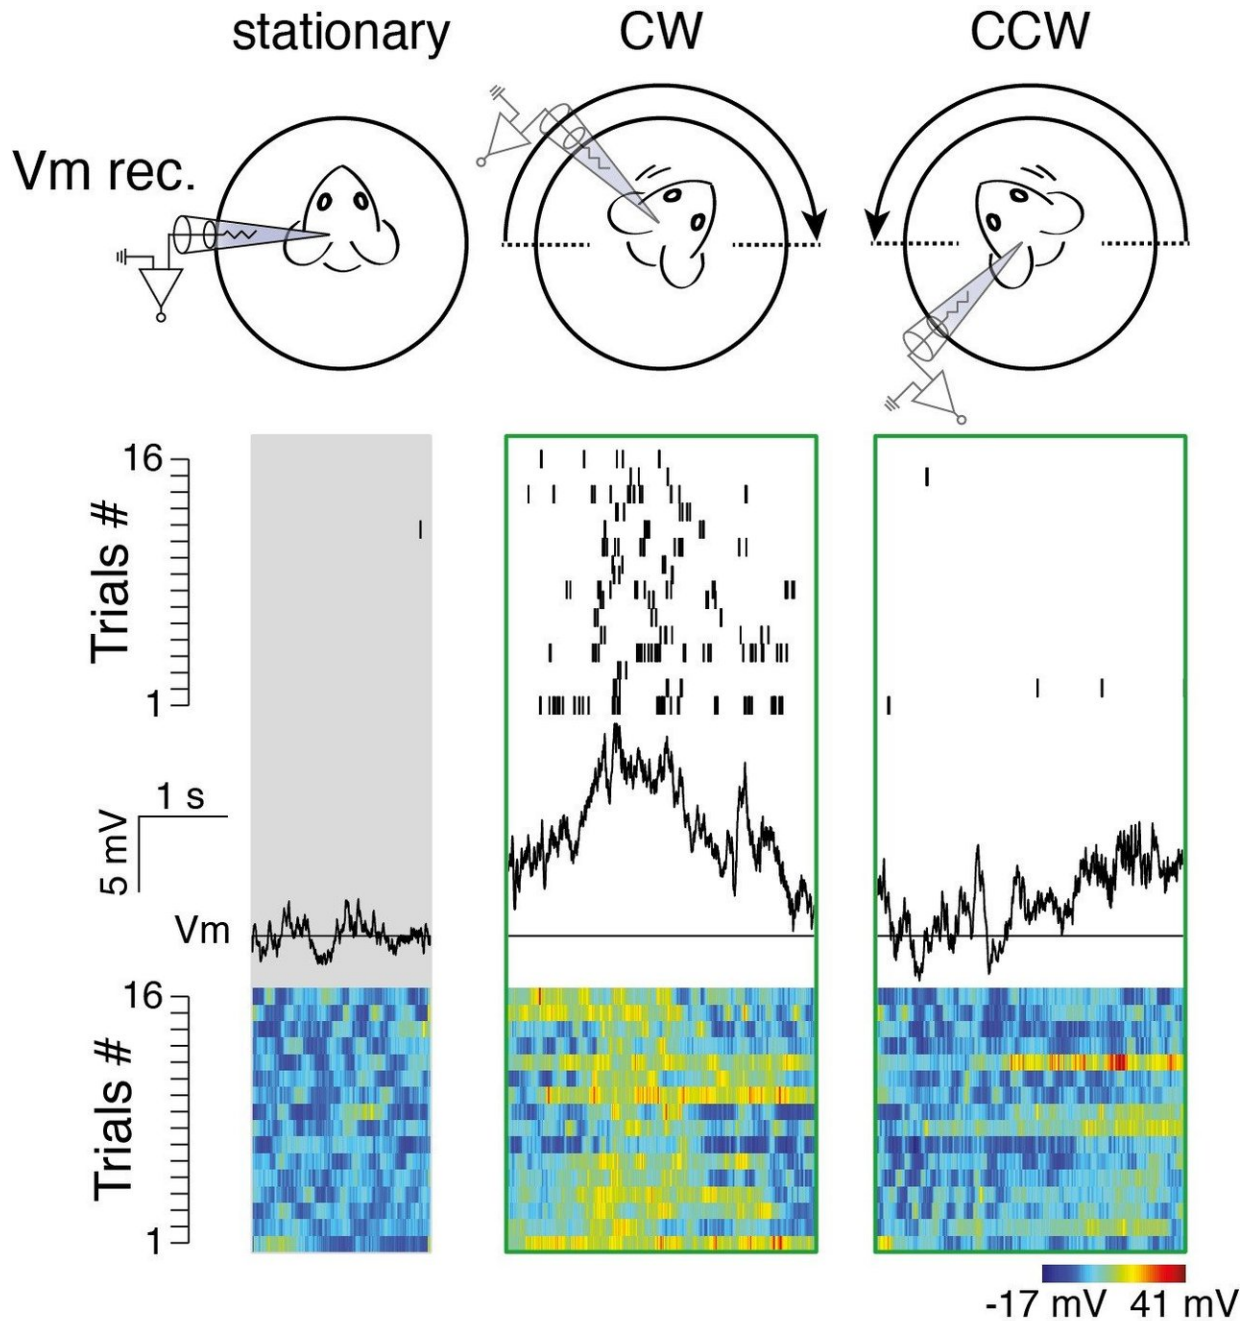 stationary
CW
CCW
Vm rec.
16
Trials #
1
1 s
5 mV
Vm
16
Trials #
1
-17 mV
41 mV